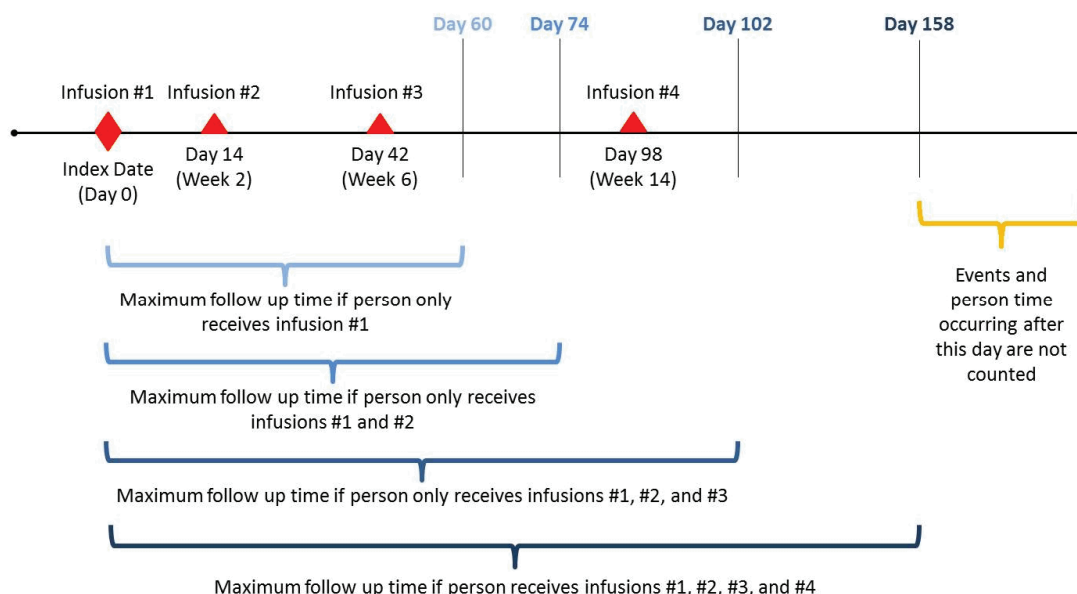 Day 60
Day 74
Day 102
Day 158
Infusion #1
Infusion #2
Infusion #3
Infusion #4
Index Date
(Day 0)
Day 14
(Week 2)
Day 42
(Week 6)
Day 98
(Week 14)
Events and
person time
occurring after
this day are not
counted
Maximum follow up time if person only
receives infusion #1
Maximum follow up time if person only receives
infusions #1 and #2
Maximum follow up time if person only receives infusions #1, #2, and #3
Maximum follow up time if person receives infusions #1, #2, #3, and #4